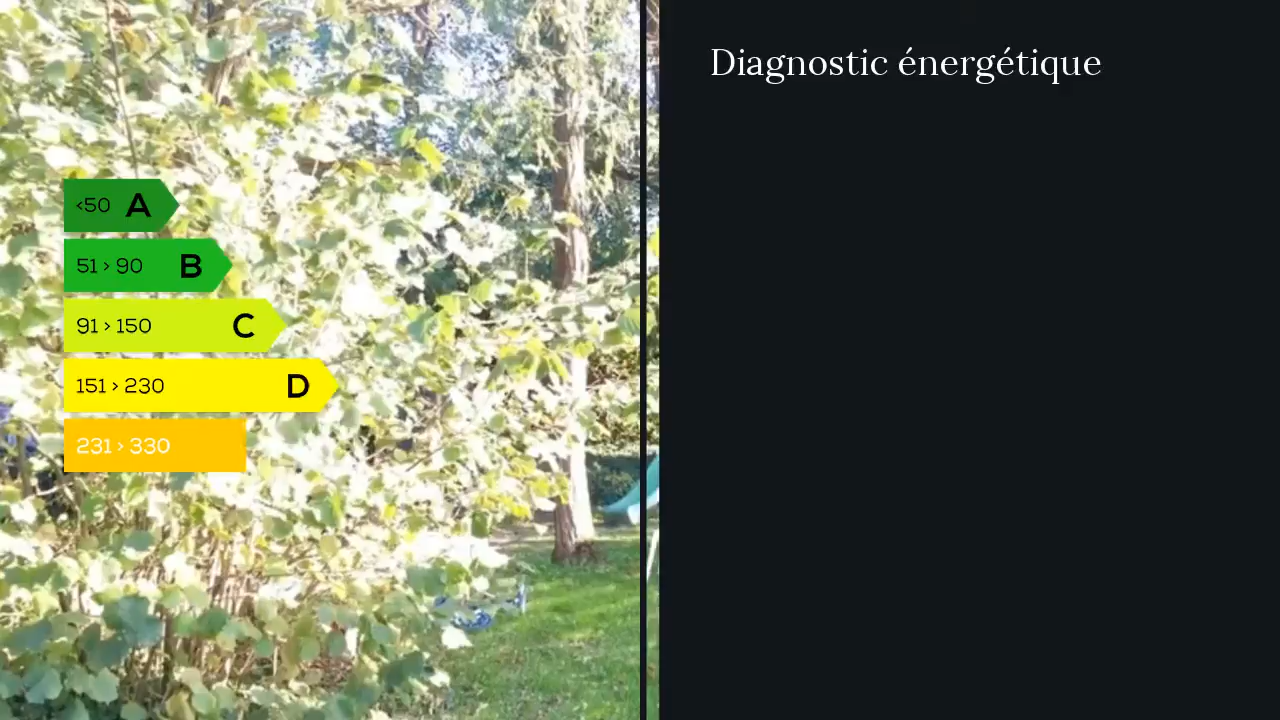 Diagnostic énergétique
<50 A
51 > 90 B
91 > 150 C
151 > 230 D
231 > 330